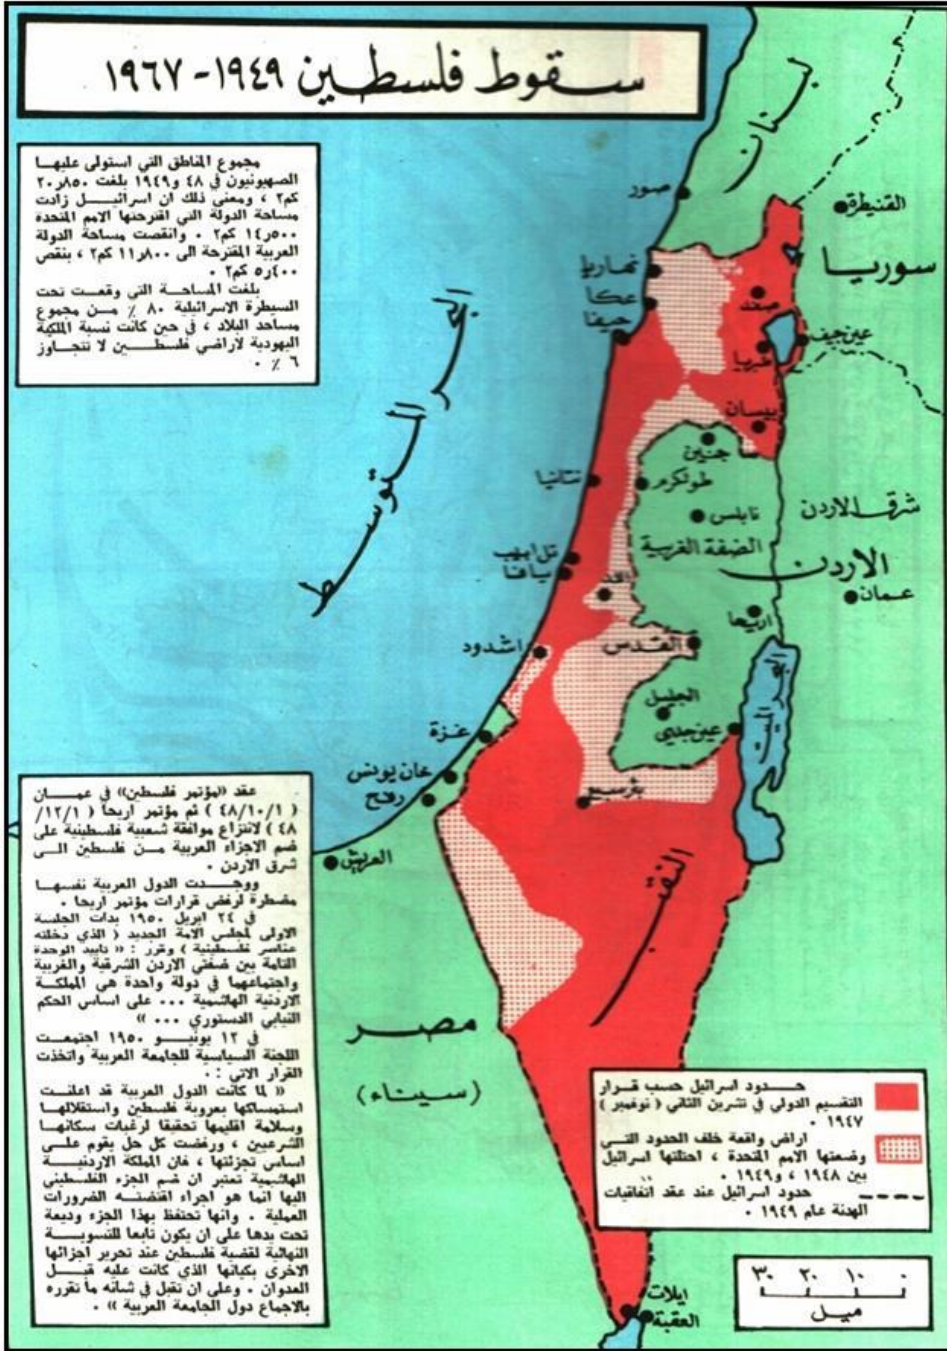 سقوط فلسطين ١٩٤٩-١٩٦٧
مجموع المناطق التي استولى عليها
الصهيونيون في ٤٨ و١٩٤٩ بلغت ٢٠ر٨٥٠
كم٢ ، ومعنى ذلك ان اسرائيل زادت
مساحة الدولة التي اقترحتها الامم المتحدة
١٤ر٥٠٠ كم٢ . وانقصت مساحة الدولة
العربية المقترحة الى ١١ر٨٠٠ كم٢ ، بنقص
٥ر٤٠٠ كم٢ .
بلغت المساحة التي وقعت تحت
السيطرة الاسرائيلية ٨٠ ٪ من مجموع
مساحد البلاد ، في حين كانت نسبة الملكية
اليهودية لاراضي فلسطين لا تتجاوز
٦ ٪ .
لبنان
صور
القنيطرة
سوريا
نهاريا
عكا
حيفا
صفد
طبريا
عين جيف
بيسان
جنين
طولكرم
نتانيا
نابلس
الضفة الغربية
شرق الاردن
الاردن
عمان
تل ابيب
يافا
اللد
اريحا
القدس
اشدود
البحر الميت
الجليل
عين جدي
غزة
خان يونس
رفح
بئر سبع
العريش
النقب
البحر المتوسط
مصر
(سيناء)
ايلات
العقبة
عقد «مؤتمر فلسطين» في عمان
( ٤٨/١٠/١ ) ثم مؤتمر اريحا ( ١٢/١/
٤٨ ) لانتزاع موافقة شعبية فلسطينية على
ضم الاجزاء العربية من فلسطين الى
شرق الاردن .
ووجدت الدول العربية نفسها
مضطرة لرفض قرارات مؤتمر اريحا .
في ٢٤ ابريل ١٩٥٠ بدات الجلسة
الاولى لمجلس الامة الجديد ( الذي دخلته
عناصر فلسطينية ) وقرر : « تاييد الوحدة
التامة بين ضفتي الاردن الشرقية والغربية
واجتماعهما في دولة واحدة هي المملكة
الاردنية الهاشمية ... على اساس الحكم
النيابي الدستوري ... »
في ١٢ يونيو ١٩٥٠ اجتمعت
اللجنة السياسية للجامعة العربية واتخذت
القرار الاتي : .
« لما كانت الدول العربية قد اعلنت
استمساكها بعروبة فلسطين واستقلالها
وسلامة اقليمها تحقيقا لرغبات سكانها
الشرعيين ، ورفضت كل حل يقوم على
اساس تجزئتها ، فان المملكة الاردنية
الهاشمية تعتبر ان ضم الجزء الفلسطيني
اليها انما هو اجراء اقتضته الضرورات
العملية . وانها تحتفظ بهذا الجزء وديعة
تحت يدها على ان يكون تابعا للتسوية
النهائية لقضية فلسطين عند تحرير اجزائها
الاخرى بكيانها الذي كانت عليه قبل
العدوان . وعلى ان تقبل في شانه ما تقرره
بالاجماع دول الجامعة العربية » .
حدود اسرائيل حسب قرار
التقسيم الدولى في تشرين الثاني ( نوفمبر )
١٩٤٧ .
اراض واقعة خلف الحدود التي
وضعتها الامم المتحدة ، احتلتها اسرائيل
بين ١٩٤٨ ، و١٩٤٩ .
حدود اسرائيل عند عقد اتفاقيات
الهدنة عام ١٩٤٩ .
٣٠ ٢٠ ١٠ ٠
ميل